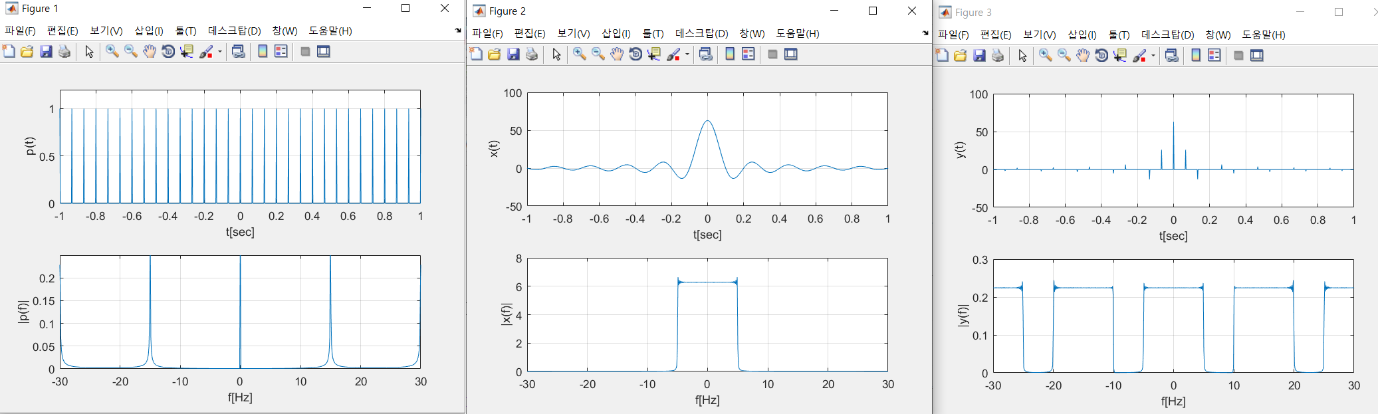 Figure 1
파일(F) 편집(E) 보기(V) 삽입(I) 툴(T) 데스크탑(D) 창(W) 도움말(H)
1
0.5
0
p(t)
-1 -0.8 -0.6 -0.4 -0.2 0 0.2 0.4 0.6 0.8 1
t[sec]
0.2
0.15
0.1
0.05
0
|p(f)|
-30 -20 -10 0 10 20 30
f[Hz]
Figure 2
파일(F) 편집(E) 보기(V) 삽입(I) 툴(T) 데스크탑(D) 창(W) 도움말(H)
100
50
0
-50
x(t)
-1 -0.8 -0.6 -0.4 -0.2 0 0.2 0.4 0.6 0.8 1
t[sec]
8
6
4
2
0
|x(f)|
-30 -20 -10 0 10 20 30
f[Hz]
Figure 3
파일(F) 편집(E) 보기(V) 삽입(I) 툴(T) 데스크탑(D) 창(W) 도움말(H)
100
50
0
-50
y(t)
-1 -0.8 -0.6 -0.4 -0.2 0 0.2 0.4 0.6 0.8 1
t[sec]
0.3
0.2
0.1
0
|y(f)|
-30 -20 -10 0 10 20 30
f[Hz]